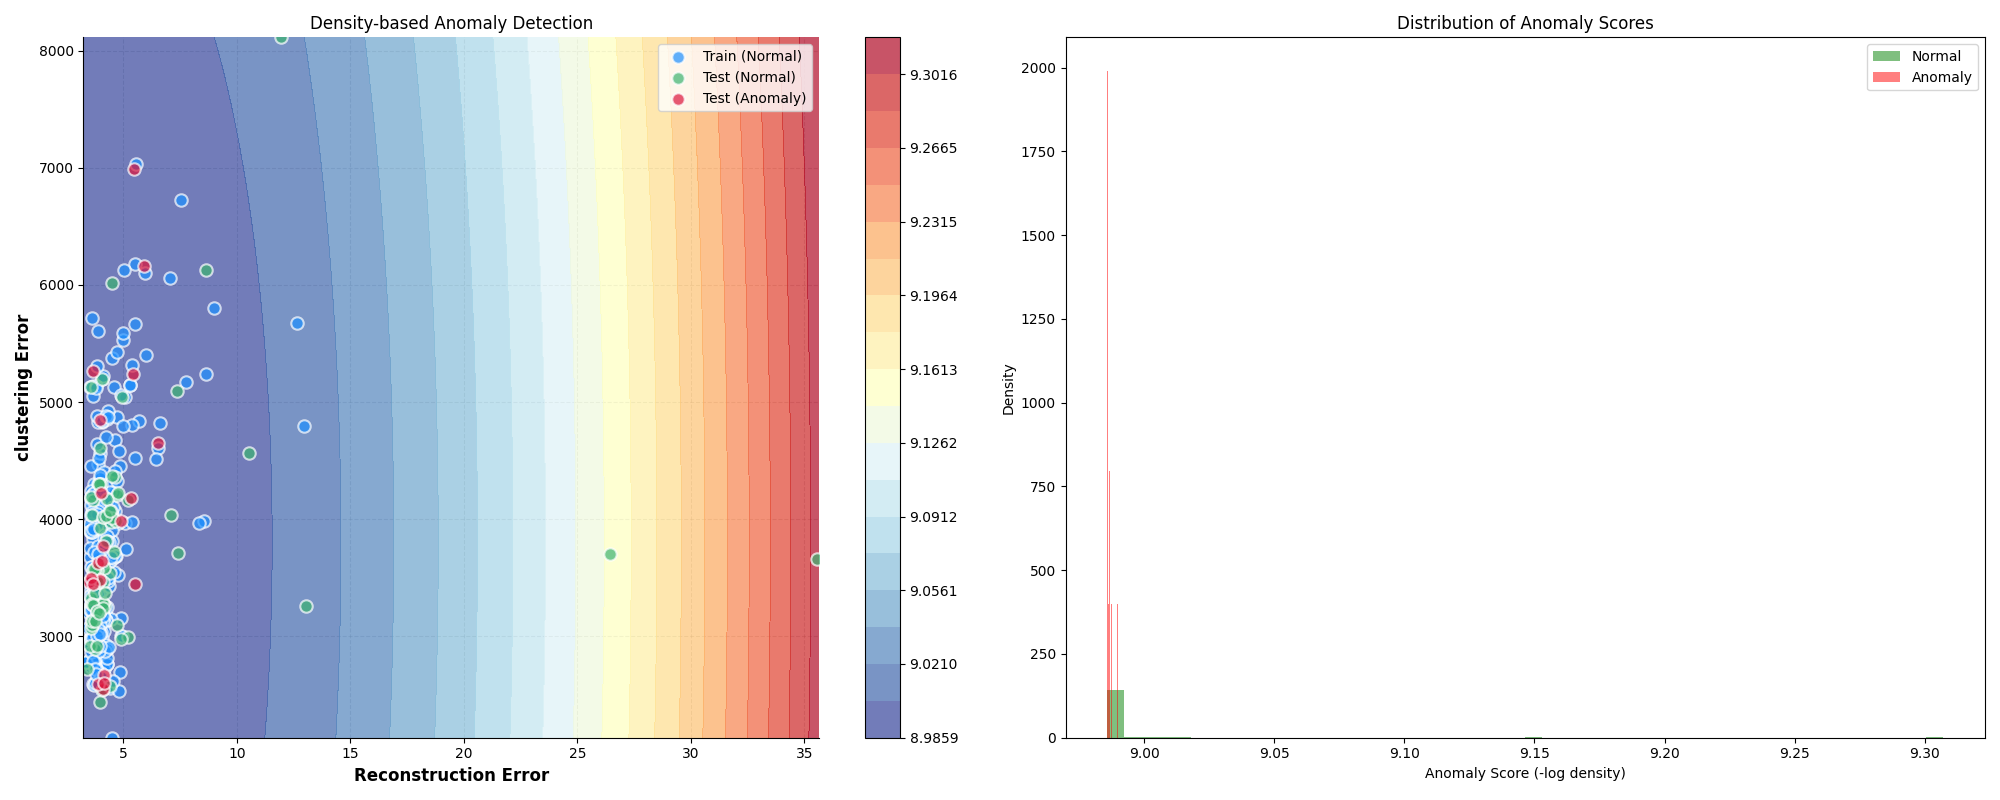 Density-based Anomaly Detection
Train (Normal)
Test (Normal)
Test (Anomaly)
8000
7000
6000
5000
4000
3000
clustering Error
5 10 15 20 25 30 35
Reconstruction Error
9.3016
9.2665
9.2315
9.1964
9.1613
9.1262
9.0912
9.0561
9.0210
8.9859
Distribution of Anomaly Scores
Normal
Anomaly
2000
1750
1500
1250
1000
750
500
250
0
Density
9.00 9.05 9.10 9.15 9.20 9.25 9.30
Anomaly Score (-log density)